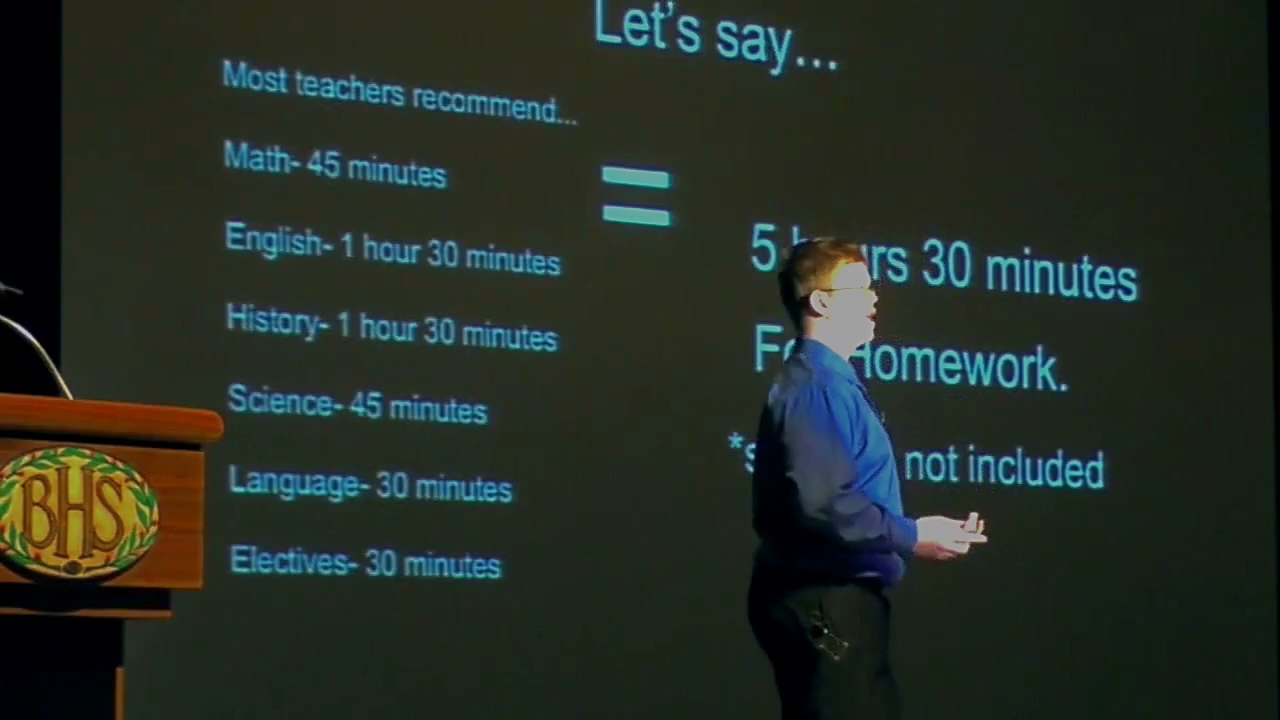 Let's say...
Most teachers recommend...
Math- 45 minutes
=
English- 1 hour 30 minutes
History- 1 hour 30 minutes
Science- 45 minutes
Language- 30 minutes
Electives- 30 minutes
5 30 minutes
Homework.
not included
BHS